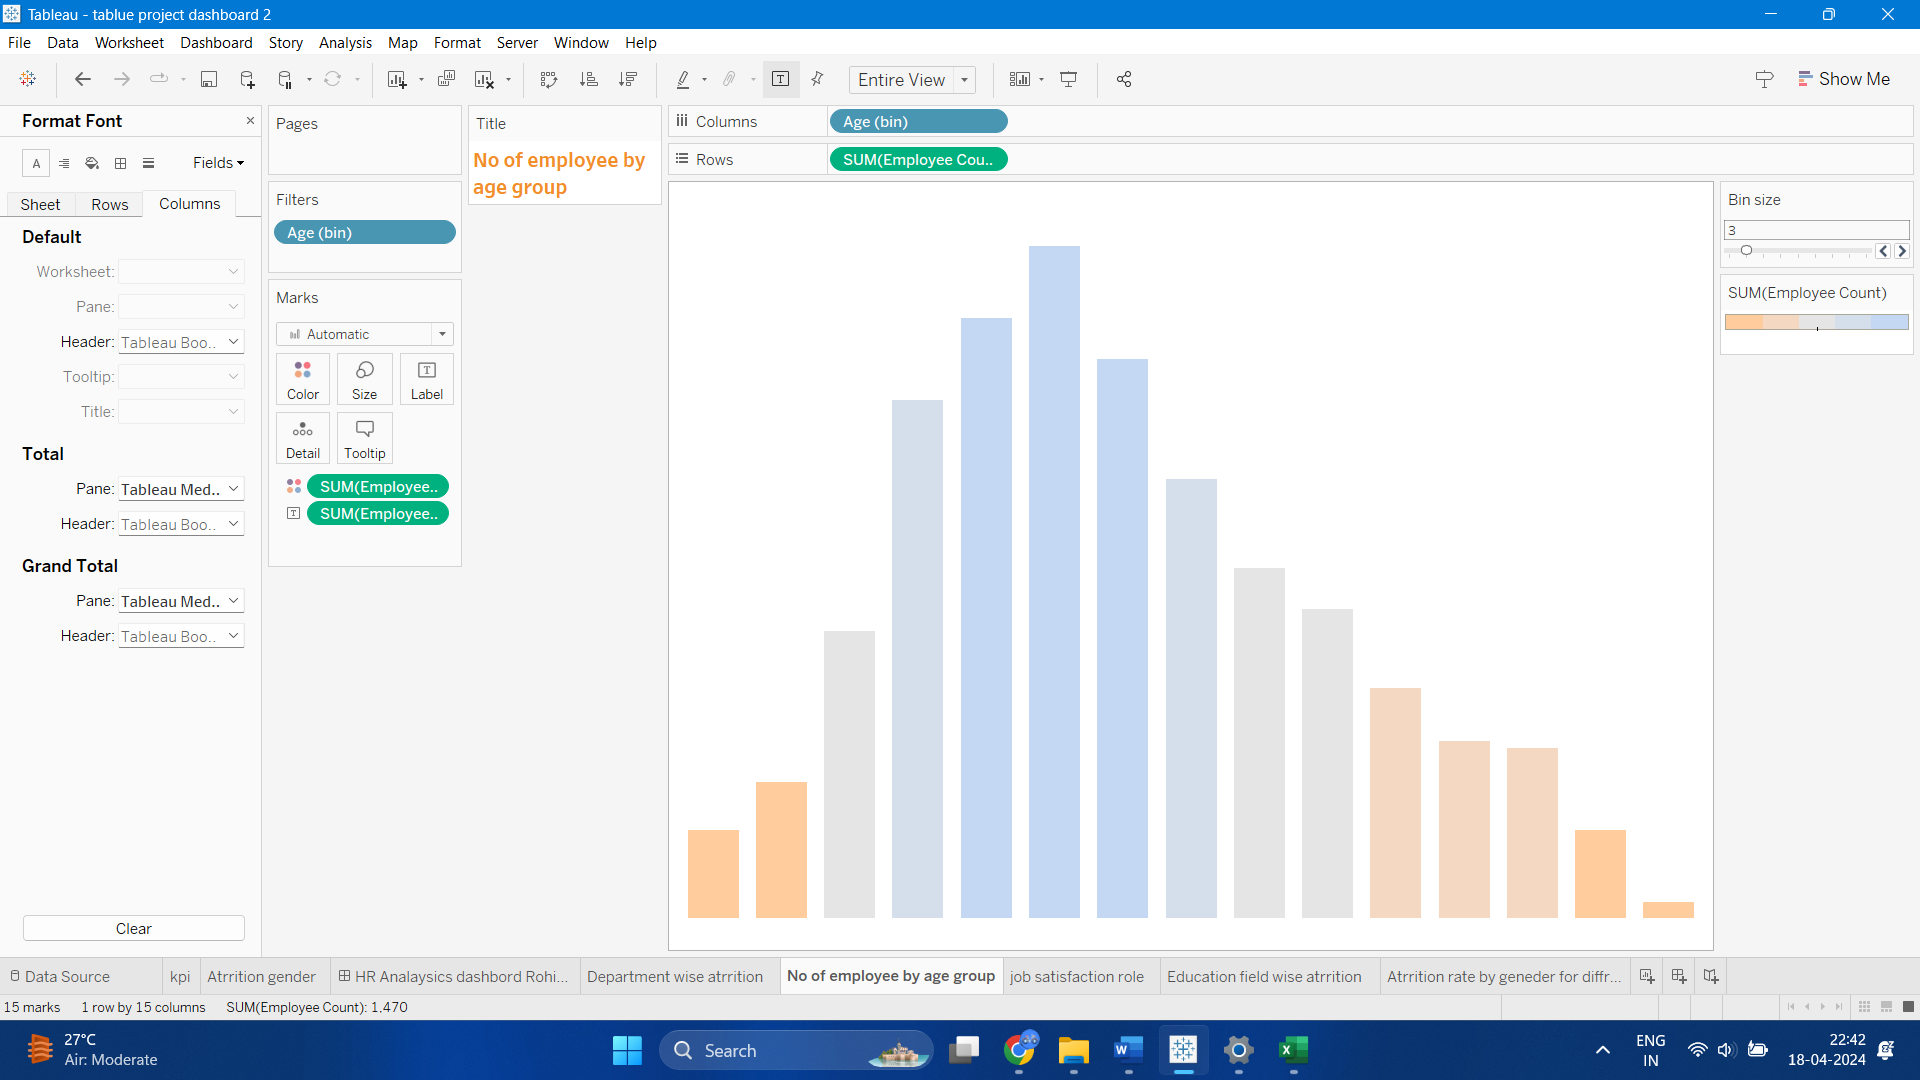 Tableau - tablue project dashboard 2
File Data Worksheet Dashboard Story Analysis Map Format Server Window Help
Entire View
Show Me
Format Font
Fields
Sheet Rows Columns
Default
Worksheet:
Pane:
Header: Tableau Boo..
Tooltip:
Title:
Total
Pane: Tableau Med..
Header: Tableau Boo..
Grand Total
Pane: Tableau Med..
Header: Tableau Boo..
Clear
Pages
Filters
Age (bin)
Marks
Automatic
Color Size Label
Detail Tooltip
SUM(Employee..
SUM(Employee..
Title
No of employee by
age group
Columns Age (bin)
Rows SUM(Employee Cou..
Bin size
3
SUM(Employee Count)
Data Source kpi Atrrition gender HR Analaysics dashbord Rohi... Department wise atrrition No of employee by age group job satisfaction role Education field wise atrrition Atrrition rate by geneder for diffr...
15 marks 1 row by 15 columns SUM(Employee Count): 1,470
27°C
Air: Moderate
Search
ENG
IN
22:42
18-04-2024